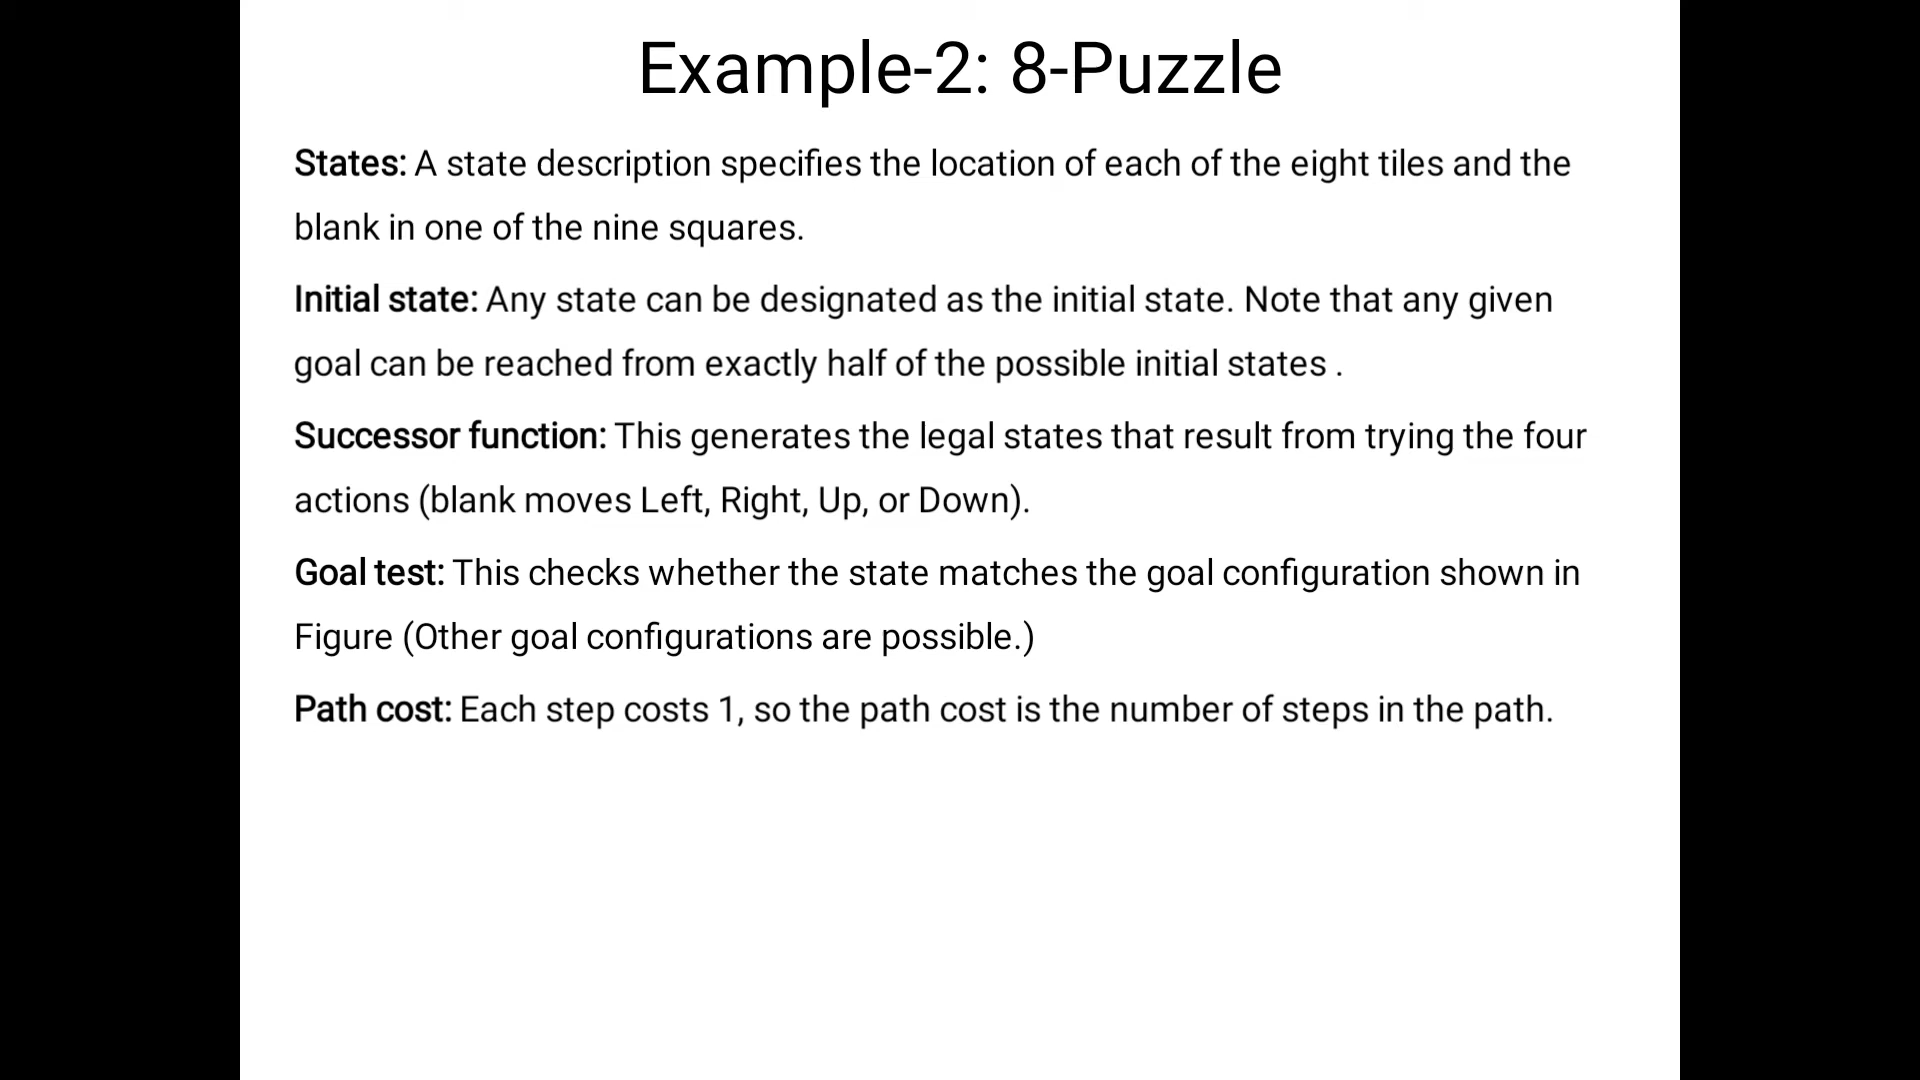 Example-2: 8-Puzzle
States: A state description specifies the location of each of the eight tiles and the
blank in one of the nine squares.
Initial state: Any state can be designated as the initial state. Note that any given
goal can be reached from exactly half of the possible initial states .
Successor function: This generates the legal states that result from trying the four
actions (blank moves Left, Right, Up, or Down).
Goal test: This checks whether the state matches the goal configuration shown in
Figure (Other goal configurations are possible.)
Path cost: Each step costs 1, so the path cost is the number of steps in the path.